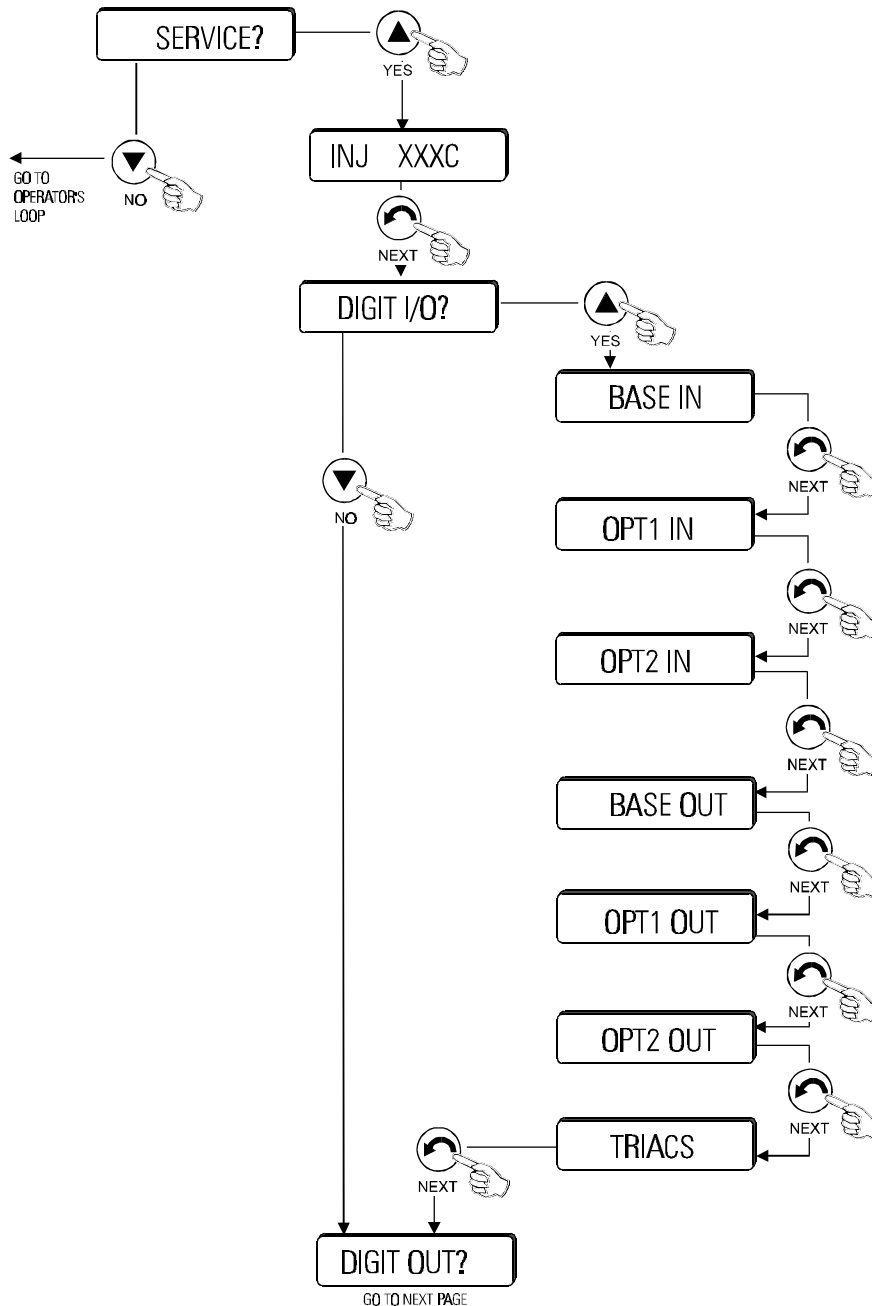 SERVICE?
YES
GO TO
OPERATOR'S
LOOP
NO
INJ XXXC
NEXT
DIGIT I/O?
YES
BASE IN
NEXT
NO
OPT1 IN
NEXT
OPT2 IN
NEXT
BASE OUT
NEXT
OPT1 OUT
NEXT
OPT2 OUT
NEXT
TRIACS
NEXT
DIGIT OUT?
GO TO NEXT PAGE